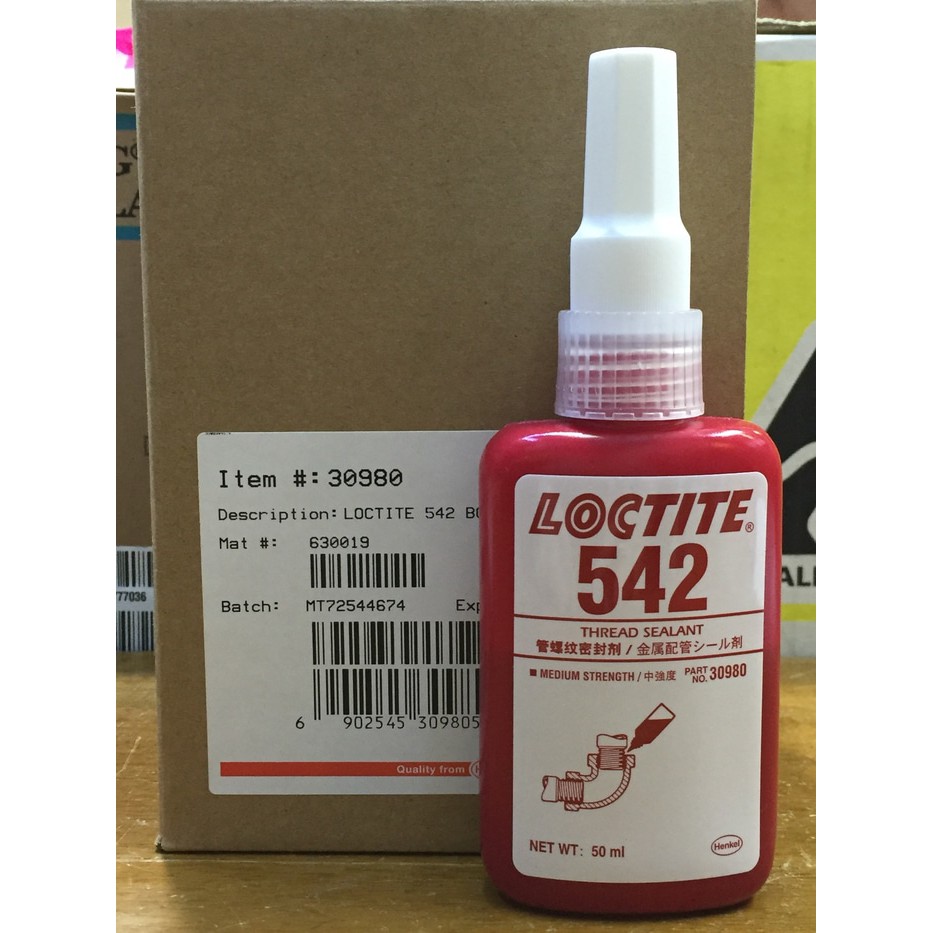 Item #: 30980
Description: LOCTITE 542
Mat #: 630019
Batch: MT72544674 Exp
6 902545 30980
Quality from
LOCTITE®
542
THREAD SEALANT
管螺纹密封剂 / 金属配管シール剤
■ MEDIUM STRENGTH / 中強度 PART NO. 30980
NET WT: 50 ml
Henkel
77036